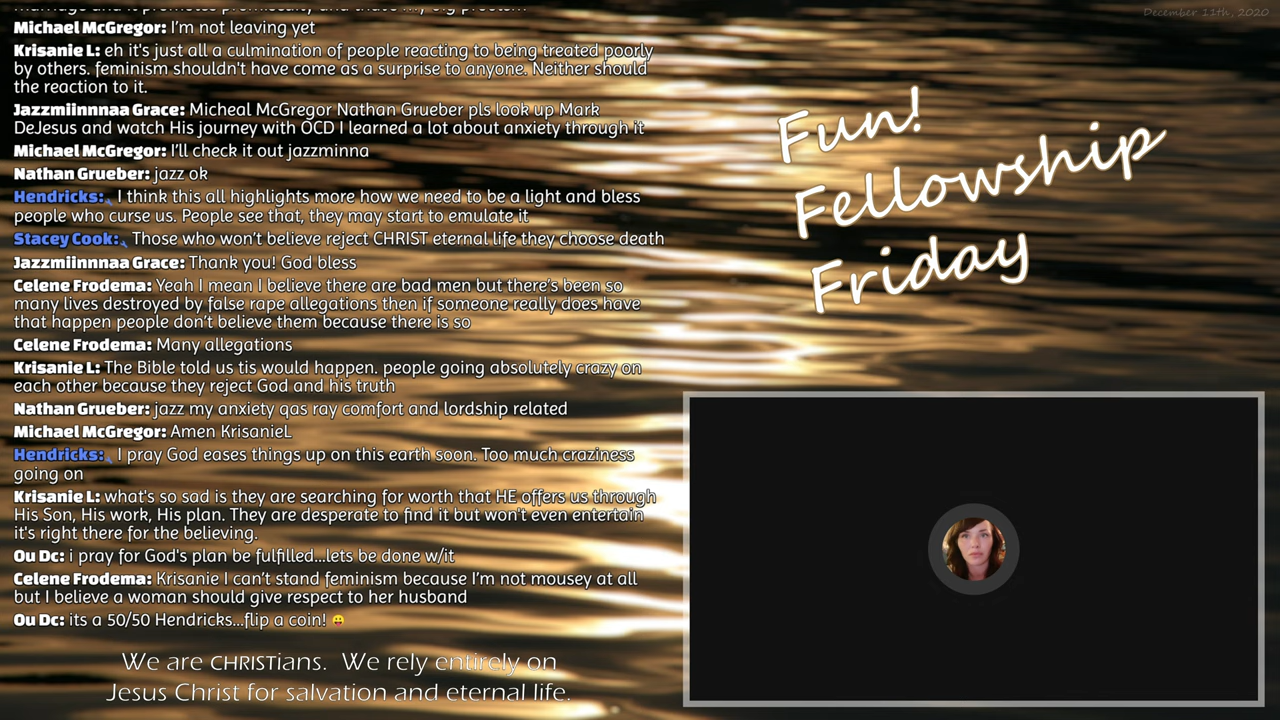 marriage and it promotes promiscuity and that's my big problem
Michael McGregor: I'm not leaving yet
Krisanie L: eh it's just all a culmination of people reacting to being treated poorly
by others. feminism shouldn't have come as a surprise to anyone. Neither should
the reaction to it.
Jazzmiinnnaa Grace: Micheal McGregor Nathan Grueber pls look up Mark
DeJesus and watch His journey with OCD I learned a lot about anxiety through it
Michael McGregor: I'll check it out jazzminna
Nathan Grueber: jazz ok
Hendricks: I think this all highlights more how we need to be a light and bless
people who curse us. People see that, they may start to emulate it
Stacey Cook: Those who won't believe reject CHRIST eternal life they choose death
Jazzmiinnnaa Grace: Thank you! God bless
Celene Frodema: Yeah I mean I believe there are bad men but there's been so
many lives destroyed by false rape allegations then if someone really does have
that happen people don't believe them because there is so
Celene Frodema: Many allegations
Krisanie L: The Bible told us tis would happen. people going absolutely crazy on
each other because they reject God and his truth
Nathan Grueber: jazz my anxiety qas ray comfort and lordship related
Michael McGregor: Amen KrisanieL
Hendricks: I pray God eases things up on this earth soon. Too much craziness
going on
Krisanie L: what's so sad is they are searching for worth that HE offers us through
His Son, His work, His plan. They are desperate to find it but won't even entertain
it's right there for the believing.
Ou Dc: i pray for God's plan be fulfilled...lets be done w/it
Celene Frodema: Krisanie I can't stand feminism because I'm not mousey at all
but I believe a woman should give respect to her husband
Ou Dc: its a 50/50 Hendricks...flip a coin! 😛
We are CHRISTians. We rely entirely on
Jesus Christ for salvation and eternal life.
December 11th, 2020
Fun!
Fellowship
Friday